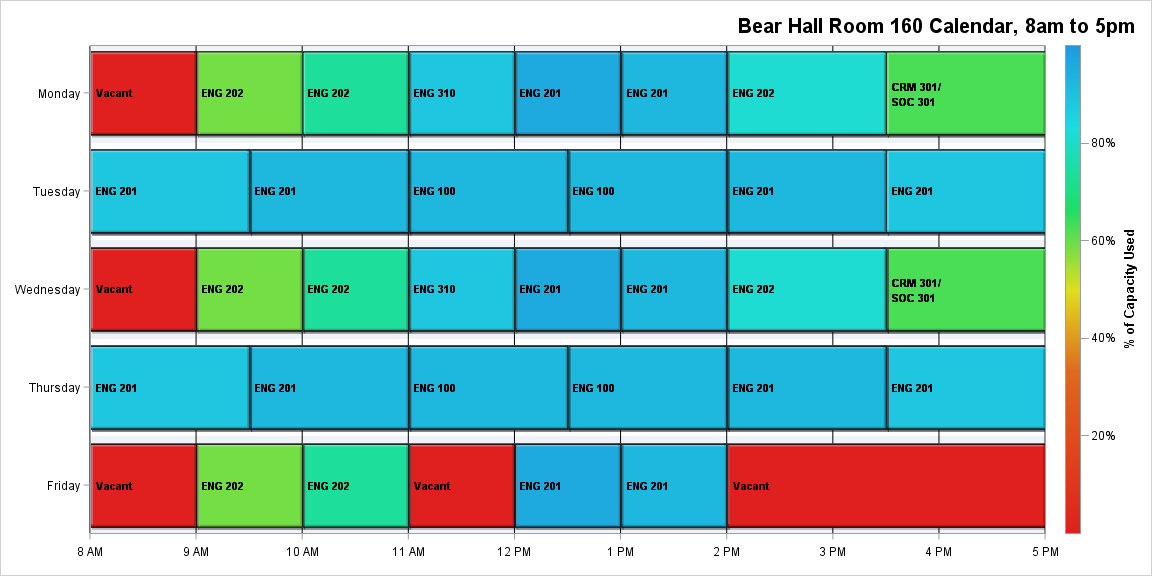 Bear Hall Room 160 Calendar, 8am to 5pm
Monday
Vacant
ENG 202
ENG 202
ENG 310
ENG 201
ENG 201
ENG 202
CRM 301/
SOC 301
Tuesday
ENG 201
ENG 201
ENG 100
ENG 100
ENG 201
ENG 201
Wednesday
Vacant
ENG 202
ENG 202
ENG 310
ENG 201
ENG 201
ENG 202
CRM 301/
SOC 301
Thursday
ENG 201
ENG 201
ENG 100
ENG 100
ENG 201
ENG 201
Friday
Vacant
ENG 202
ENG 202
Vacant
ENG 201
ENG 201
Vacant
8 AM
9 AM
10 AM
11 AM
12 PM
1 PM
2 PM
3 PM
4 PM
5 PM
80%
60%
40%
20%
% of Capacity Used